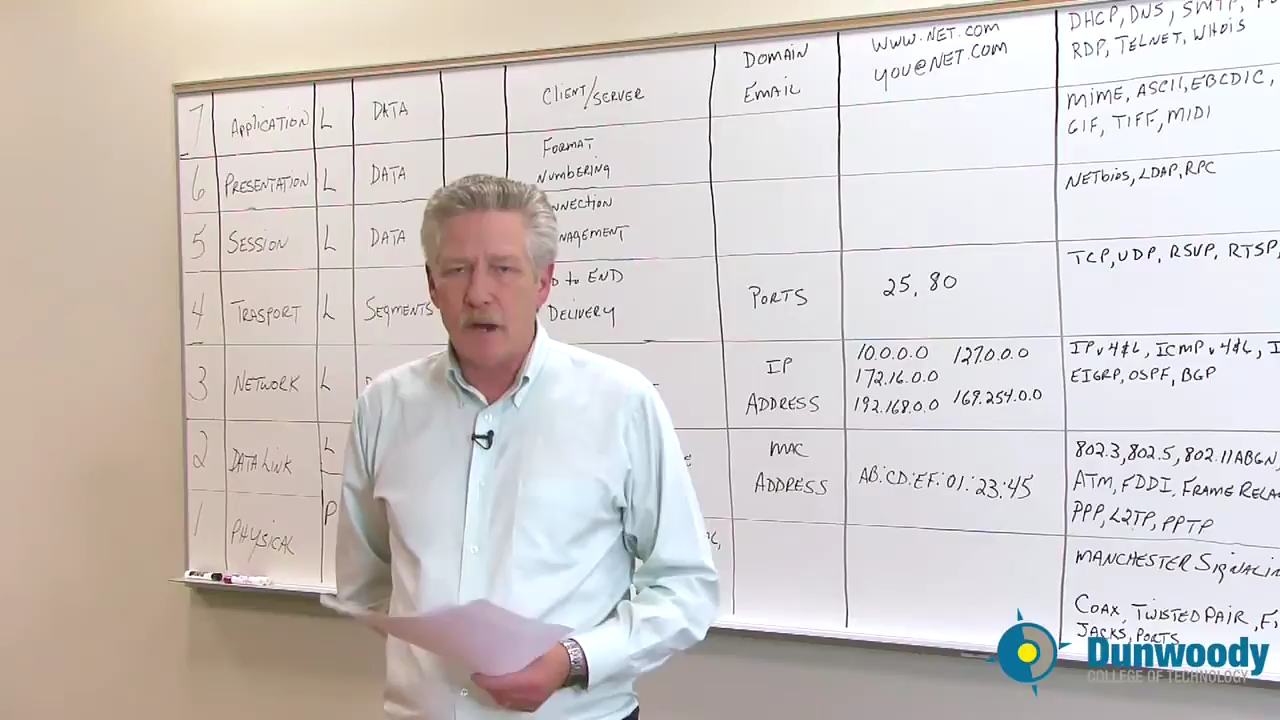 7 APPLICATION L DATA CLIENT/SERVER DOMAIN EMAIL WWW.NET.COM YOU@NET.COM DHCP, DNS, SMTP, RDP, TELNET, WHOIS
6 PRESENTATION L DATA FORMAT NUMBERING MIME, ASCII, EBCDIC, GIF, TIFF, MIDI
5 SESSION L DATA NETbios, LDAP, RPC
4 TRASPORT L SEGMENTS TO END DELIVERY PORTS 25, 80 TCP, UDP, RSVP, RTSP,
3 NETWORK L IP ADDRESS 10.0.0.0 127.0.0.0 172.16.0.0 192.168.0.0 169.254.0.0 IPv4&6, ICMPv4&6, EIGRP, OSPF, BGP
2 DATA LINK L MAC ADDRESS AB:CD:EF:01:23:45 802.3, 802.5, 802.11ABGN, ATM, FDDI, FRAME PPP, L2TP, PPTP
1 PHYSICAL P MANCHESTER COAX, TWISTED PAIR, JACKS, PORTS
Dunwoody
COLLEGE OF TECHNOLOGY